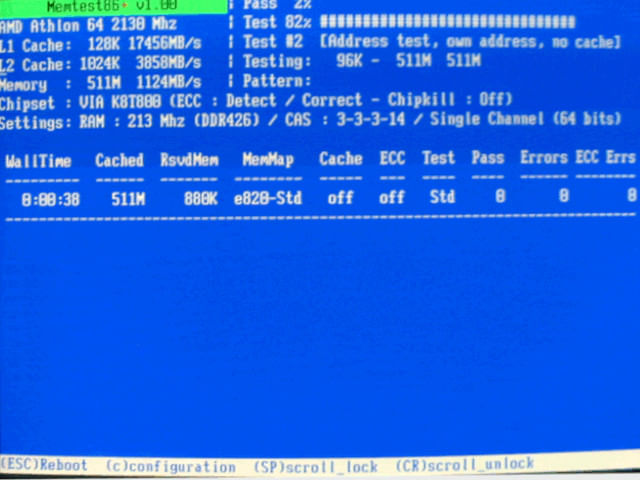 Memtest86+ v1.00 | Pass 2%
AMD Athlon 64 2130 Mhz | Test 82% ##############################
L1 Cache: 128K 17456MB/s | Test #2 [Address test, own address, no cache]
L2 Cache: 1024K 3858MB/s | Testing: 96K - 511M 511M
Memory : 511M 1124MB/s | Pattern:
Chipset : VIA K8T800 (ECC : Detect / Correct - Chipkill : Off)
Settings: RAM : 213 Mhz (DDR426) / CAS : 3-3-3-14 / Single Channel (64 bits)
WallTime Cached RsvdMem MemMap Cache ECC Test Pass Errors ECC Errs
0:00:38 511M 880K e820-Std off off Std 0 0 0
(ESC)Reboot (c)configuration (SP)scroll_lock (CR)scroll_unlock